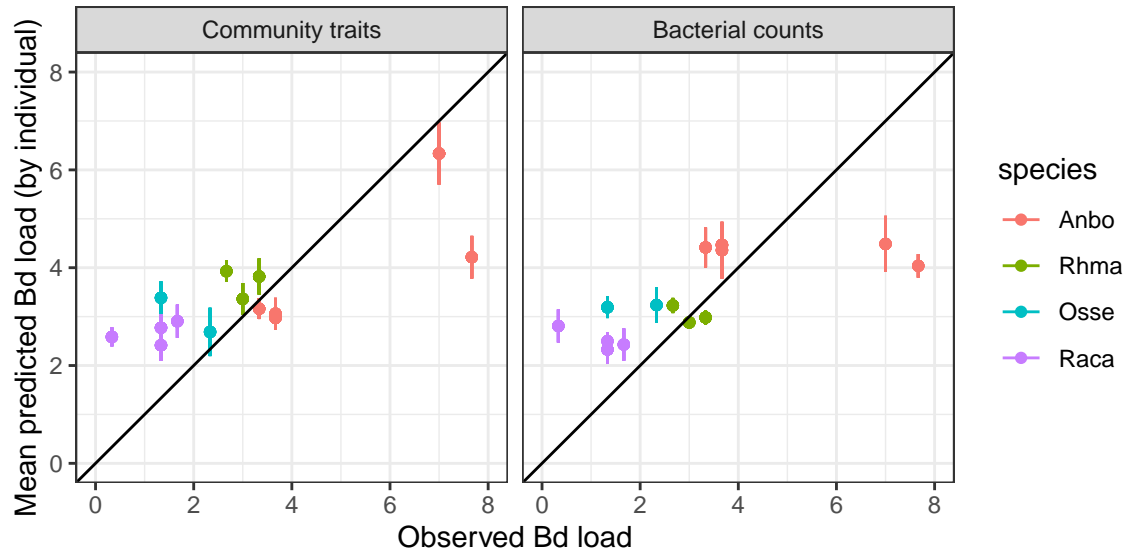 Community traits
Bacterial counts
Mean predicted Bd load (by individual)
8
6
4
2
0
0 2 4 6 8
0 2 4 6 8
Observed Bd load
species
Anbo
Rhma
Osse
Raca